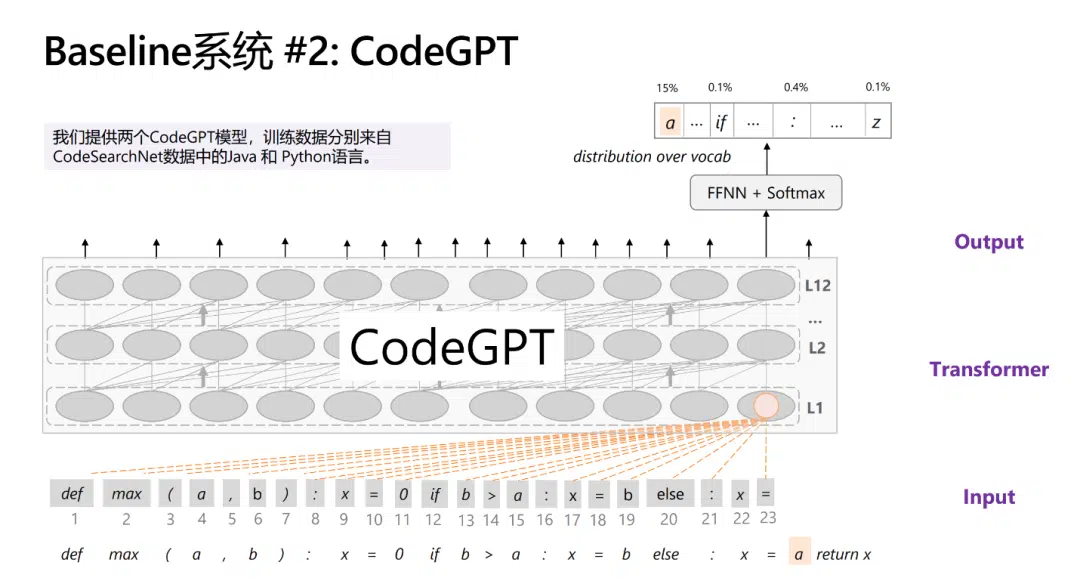 Baseline系统 #2: CodeGPT
我们提供两个CodeGPT模型，训练数据分别来自
CodeSearchNet数据中的Java 和 Python语言。
15% 0.1% 0.4% 0.1%
a ... if ... : ... z
distribution over vocab
FFNN + Softmax
Output
L12
...
L2
CodeGPT
Transformer
L1
def max ( a , b ) : x = 0 if b > a : x = b else : x =
Input
1 2 3 4 5 6 7 8 9 10 11 12 13 14 15 16 17 18 19 20 21 22 23
def max ( a , b ) : x = 0 if b > a : x = b else : x = a return x